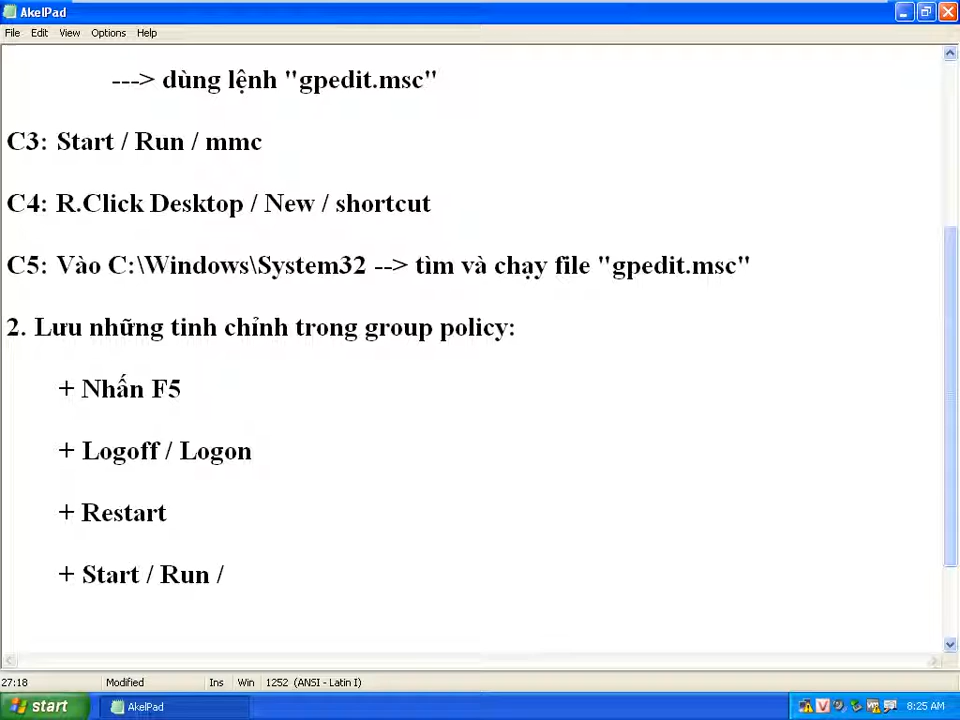 AkelPad
File Edit View Options Help
---> dùng lệnh "gpedit.msc"
C3: Start / Run / mmc
C4: R.Click Desktop / New / shortcut
C5: Vào C:\Windows\System32 --> tìm và chạy file "gpedit.msc"
2. Lưu những tinh chỉnh trong group policy:
+ Nhấn F5
+ Logoff / Logon
+ Restart
+ Start / Run /
27:18 Modified Ins Win 1252 (ANSI - Latin I)
start AkelPad V 8:25 AM